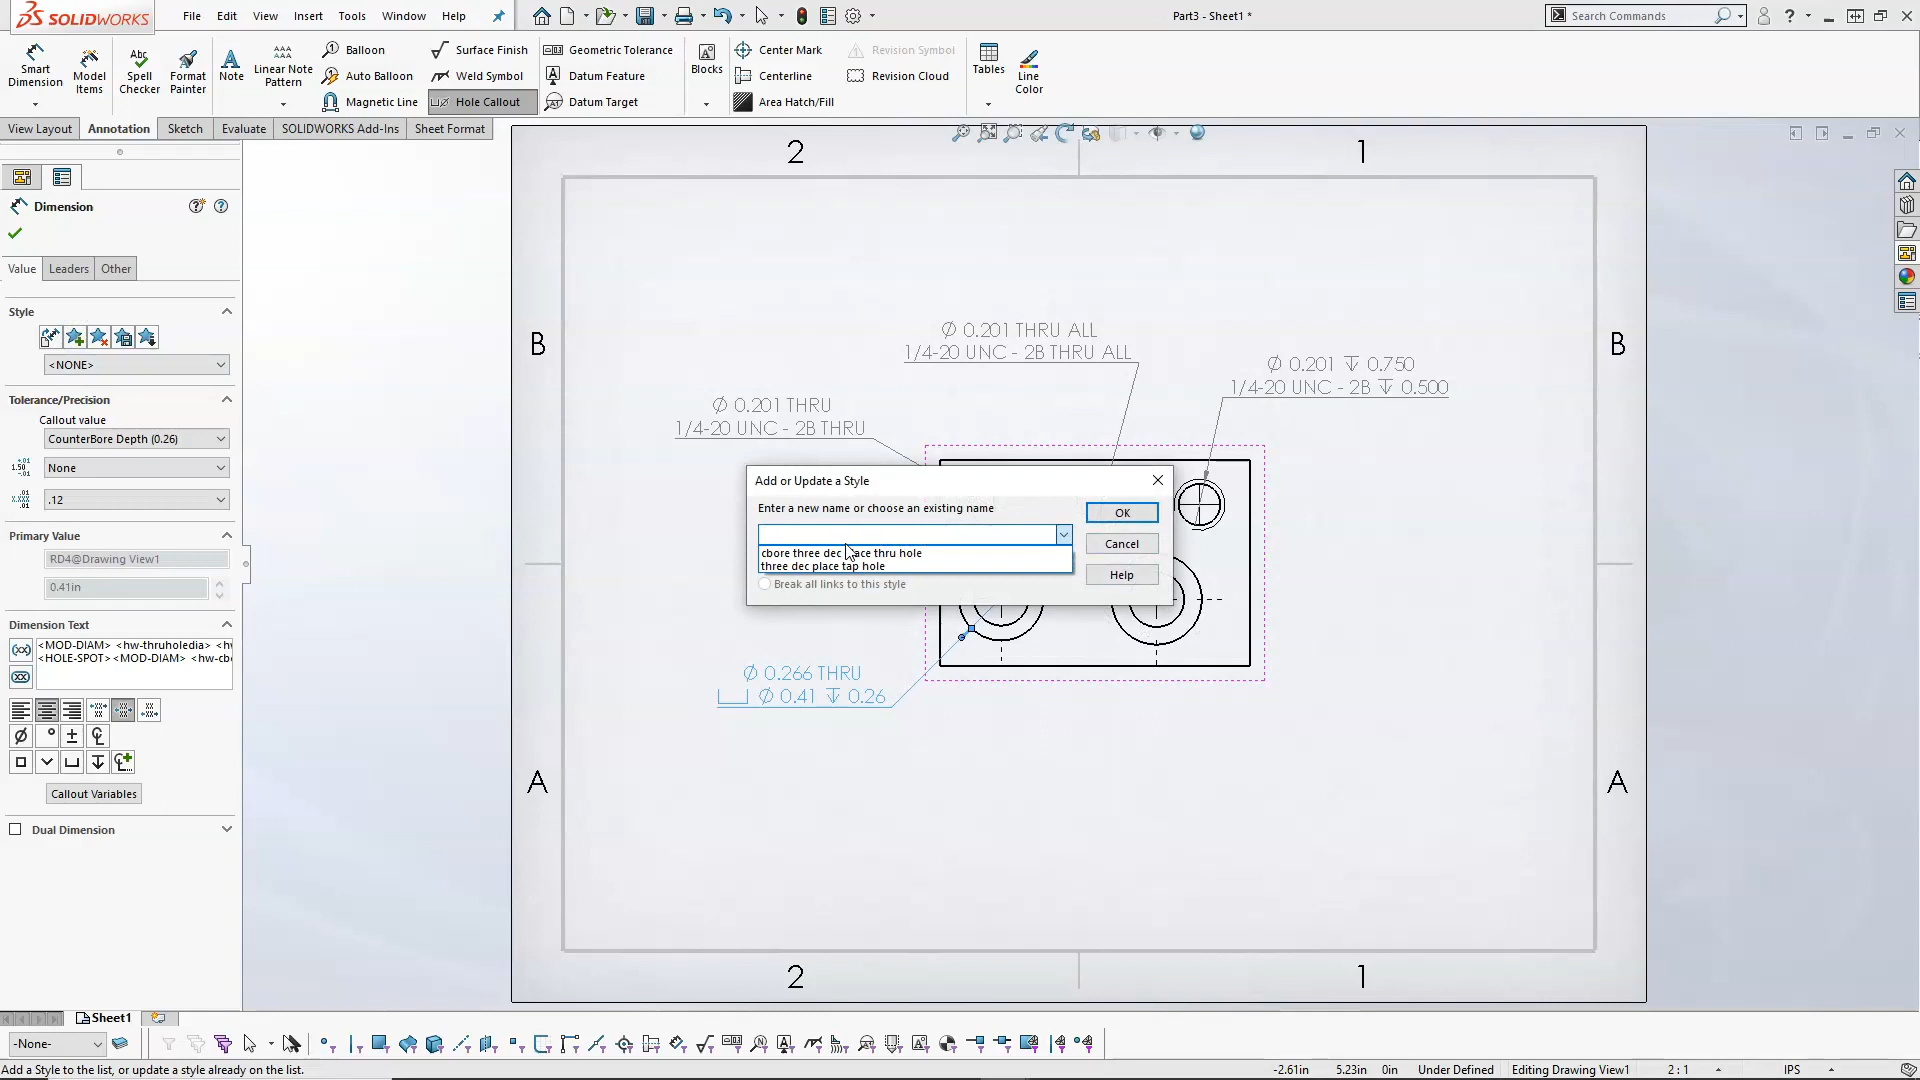 SOLIDWORKS
File Edit View Insert Tools Window Help
Part3 - Sheet1 *
Search Commands
Smart Dimension
Model Items
Spell Checker
Format Painter
Note
Linear Note Pattern
Balloon
Auto Balloon
Magnetic Line
Surface Finish
Weld Symbol
Hole Callout
Geometric Tolerance
Datum Feature
Datum Target
Blocks
Center Mark
Centerline
Area Hatch/Fill
Revision Symbol
Revision Cloud
Tables
Line Color
View Layout Annotation Sketch Evaluate SOLIDWORKS Add-Ins Sheet Format
Dimension
Value Leaders Other
Style
<NONE>
Tolerance/Precision
Callout value
CounterBore Depth (0.26)
None
.12
Primary Value
RD4@Drawing View1
0.41in
Dimension Text
<MOD-DIAM> <hw-thruholedia> <hw
<HOLE-SPOT><MOD-DIAM> <hw-cbo
Callout Variables
Dual Dimension
2 1
B B
A A
2 1
Ø 0.201 THRU ALL
1/4-20 UNC - 2B THRU ALL
Ø 0.201 ↧ 0.750
1/4-20 UNC - 2B ↧ 0.500
Ø 0.201 THRU
1/4-20 UNC - 2B THRU
Add or Update a Style
Enter a new name or choose an existing name
OK
Cancel
Help
cbore three dec place thru hole
three dec place tap hole
Break all links to this style
Ø 0.266 THRU
⌴ Ø 0.41 ↧ 0.26
Sheet1
-None-
Add a Style to the list, or update a style already on the list.
-2.61in 5.23in 0in Under Defined Editing Drawing View1 2 : 1 IPS